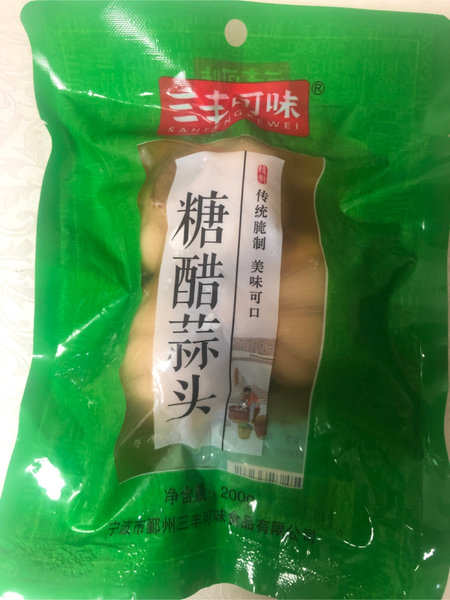 三丰可味®
SANFENGKEWEI
传统腌制 美味可口
糖醋蒜头
净含量: 200g
宁波市鄞州三丰可味食品有限公司